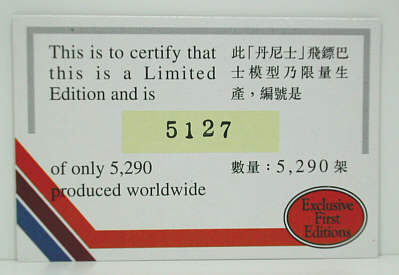 This is to certify that
this is a Limited
Edition and is
此「丹尼士」飛鏢巴
士模型乃限量生
產，編號是
5127
of only 5,290
produced worldwide
數量：5,290 架
Exclusive
First
Editions